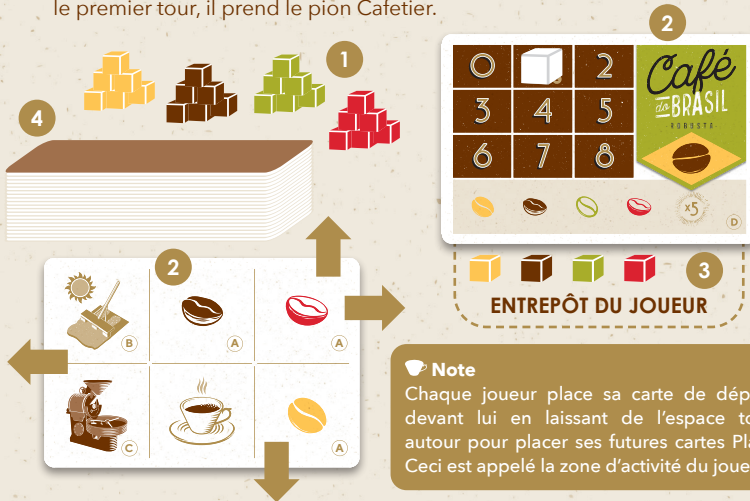 le premier tour, il prend le pion Cafetier.
1
2
4
0 2
3 4 5
6 7 8
Café
do BRASIL
ROBUSTA
x5
D
2
B
A
A
C
A
3
ENTREPÔT DU JOUEUR
Note
Chaque joueur place sa carte de dép
devant lui en laissant de l'espace to
autour pour placer ses futures cartes Pla
Ceci est appelé la zone d'activité du joue